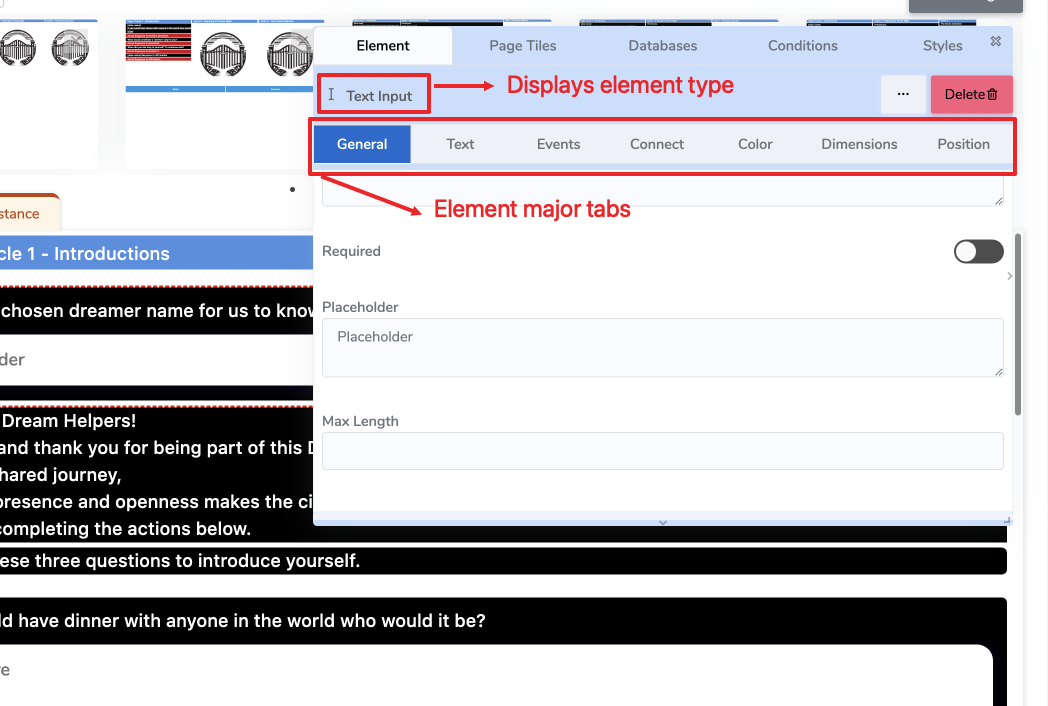 Element Page Tiles Databases Conditions Styles
Text Input
Displays element type
... Delete
General Text Events Connect Color Dimensions Position
stance
Element major tabs
cle 1 - Introductions
Required
chosen dreamer name for us to know
Placeholder
Placeholder
der
Max Length
Dream Helpers!
and thank you for being part of this D
hared journey,
presence and openness makes the ci
completing the actions below.
ese three questions to introduce yourself.
ld have dinner with anyone in the world who would it be?
re